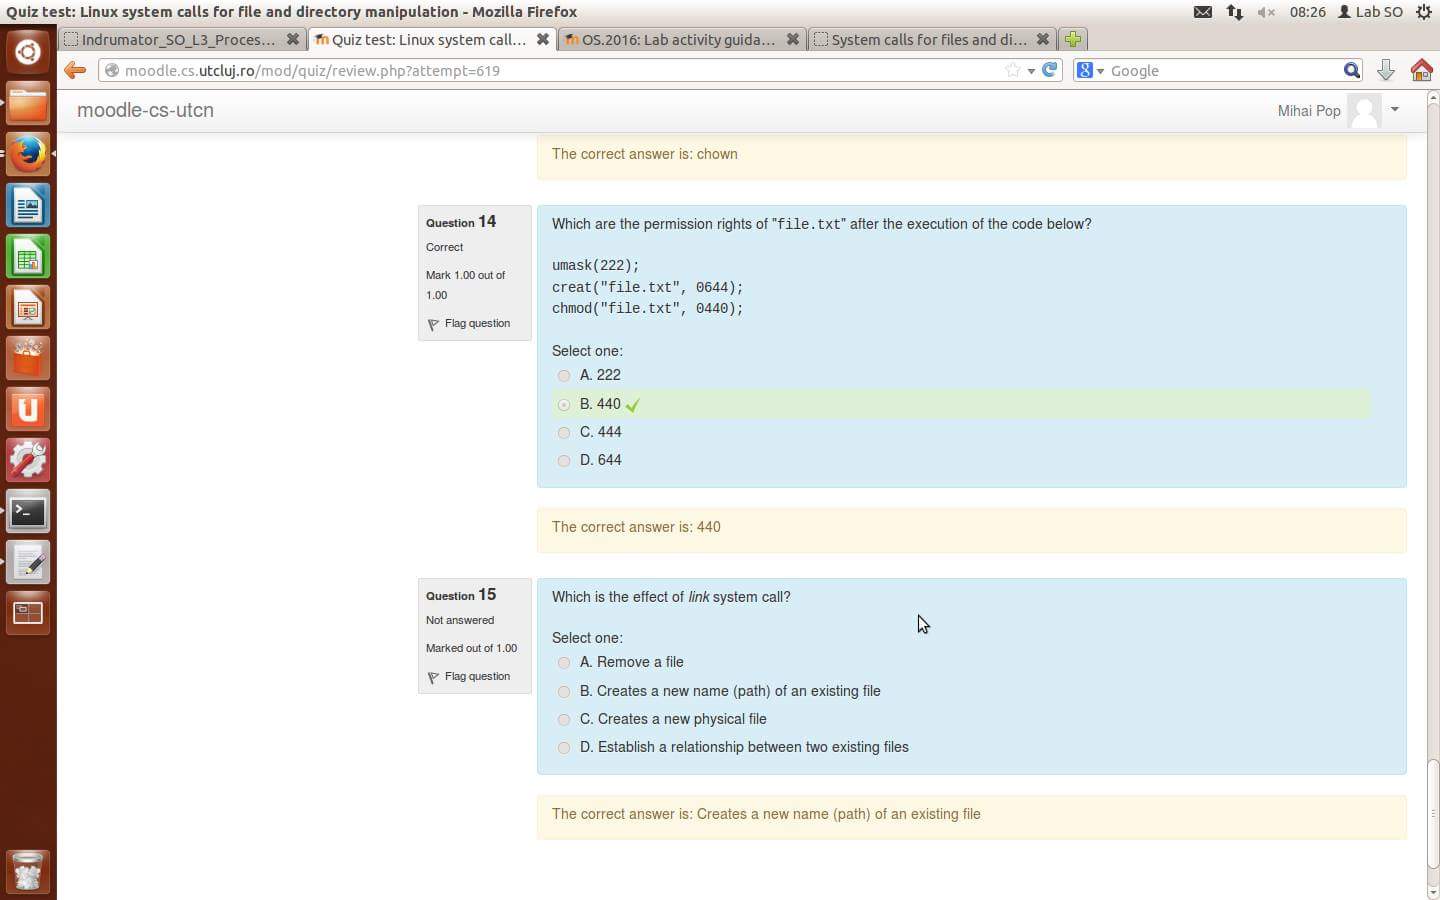 Quiz test: Linux system calls for file and directory manipulation - Mozilla Firefox
08:26 Lab SO
Indrumator_SO_L3_Proces...
Quiz test: Linux system call...
OS.2016: Lab activity guida...
System calls for files and di...
moodle.cs.utcluj.ro/mod/quiz/review.php?attempt=619
Google
moodle-cs-utcn
Mihai Pop
The correct answer is: chown
Question 14
Correct
Mark 1.00 out of
1.00
Flag question
Which are the permission rights of "file.txt" after the execution of the code below?
umask(222);
creat("file.txt", 0644);
chmod("file.txt", 0440);
Select one:
A. 222
B. 440
C. 444
D. 644
The correct answer is: 440
Question 15
Not answered
Marked out of 1.00
Flag question
Which is the effect of link system call?
Select one:
A. Remove a file
B. Creates a new name (path) of an existing file
C. Creates a new physical file
D. Establish a relationship between two existing files
The correct answer is: Creates a new name (path) of an existing file